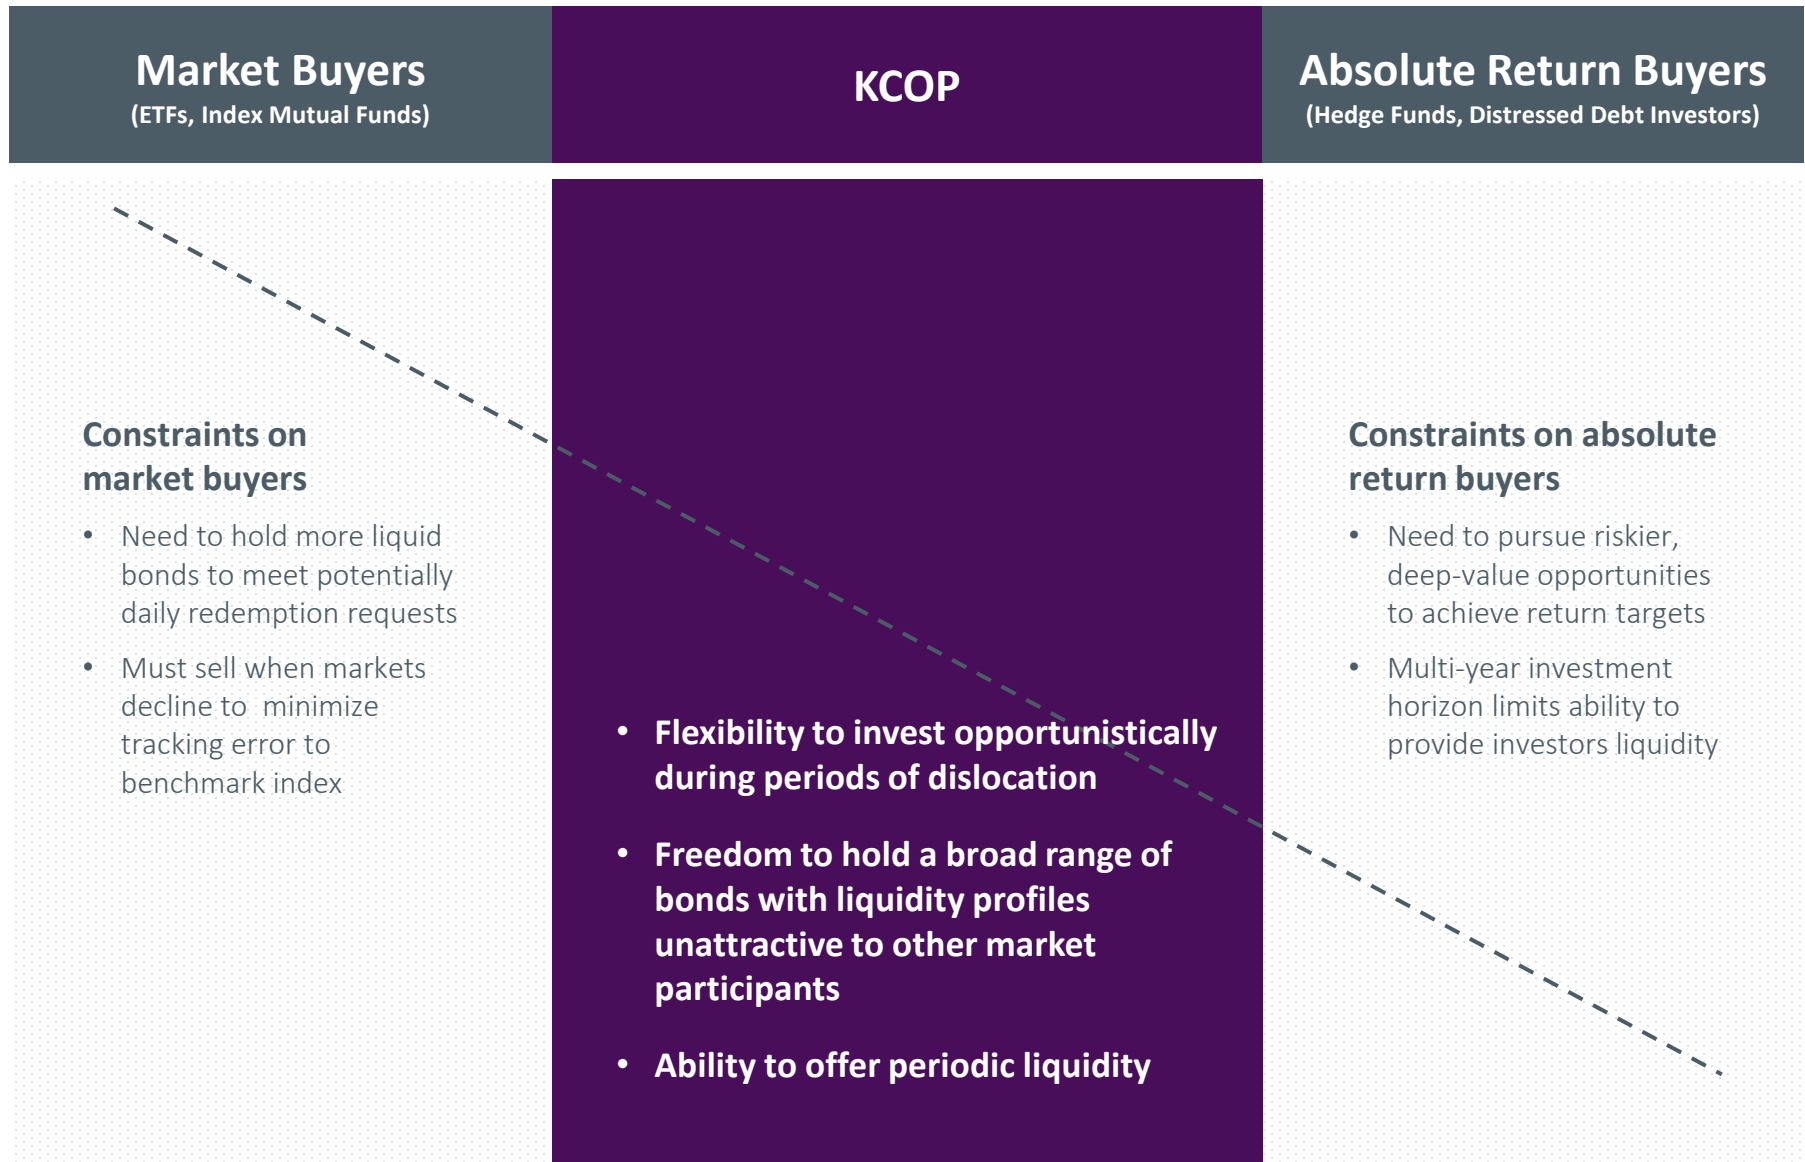 Market Buyers
(ETFs, Index Mutual Funds)
KCOP
Absolute Return Buyers
(Hedge Funds, Distressed Debt Investors)
Constraints on
market buyers
• Need to hold more liquid
bonds to meet potentially
daily redemption requests
• Must sell when markets
decline to  minimize
tracking error to
benchmark index
• Flexibility to invest opportunistically
during periods of dislocation
• Freedom to hold a broad range of
bonds with liquidity profiles
unattractive to other market
participants
• Ability to offer periodic liquidity
Constraints on absolute
return buyers
• Need to pursue riskier,
deep-value opportunities
to achieve return targets
• Multi-year investment
horizon limits ability to
provide investors liquidity